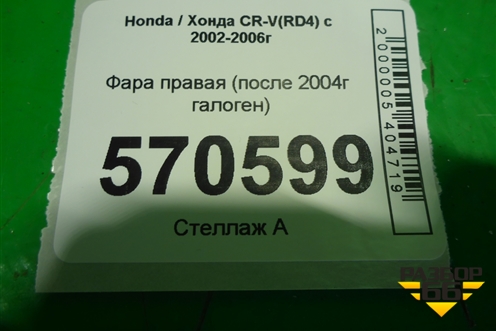 Honda / Хонда CR-V(RD4) с
2002-2006г
Фара правая (после 2004г
галоген)
570599
Стеллаж А
2000005404719
РАЗБОР
66